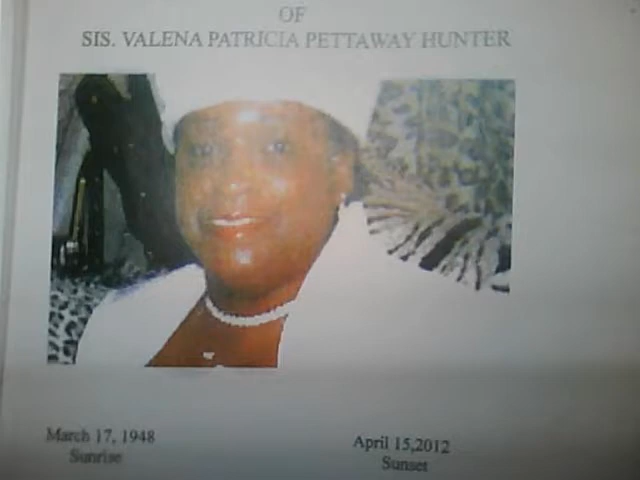 OF
SIS. VALENA PATRICIA PETTAWAY HUNTER
March 17, 1948
Sunrise
April 15,2012
Sunset